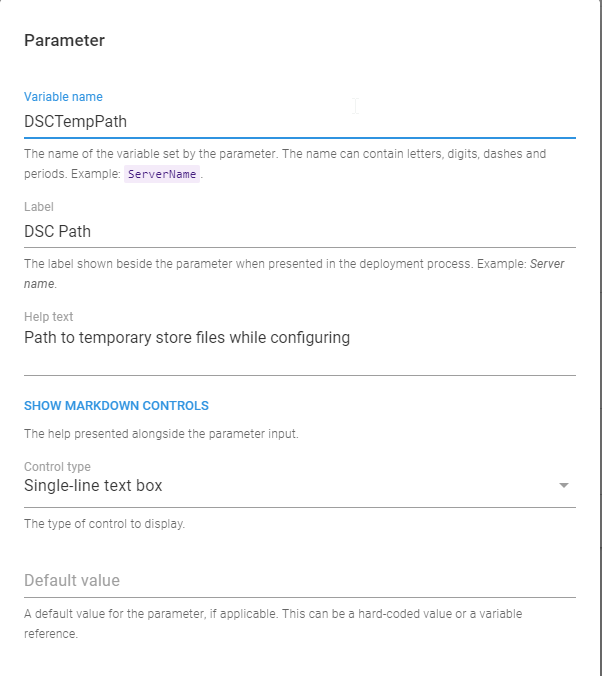 Parameter
Variable name
DSCTempPath
The name of the variable set by the parameter. The name can contain letters, digits, dashes and
periods. Example: ServerName.
Label
DSC Path
The label shown beside the parameter when presented in the deployment process. Example: Server
name.
Help text
Path to temporary store files while configuring
SHOW MARKDOWN CONTROLS
The help presented alongside the parameter input.
Control type
Single-line text box
The type of control to display.
Default value
A default value for the parameter, if applicable. This can be a hard-coded value or a variable
reference.